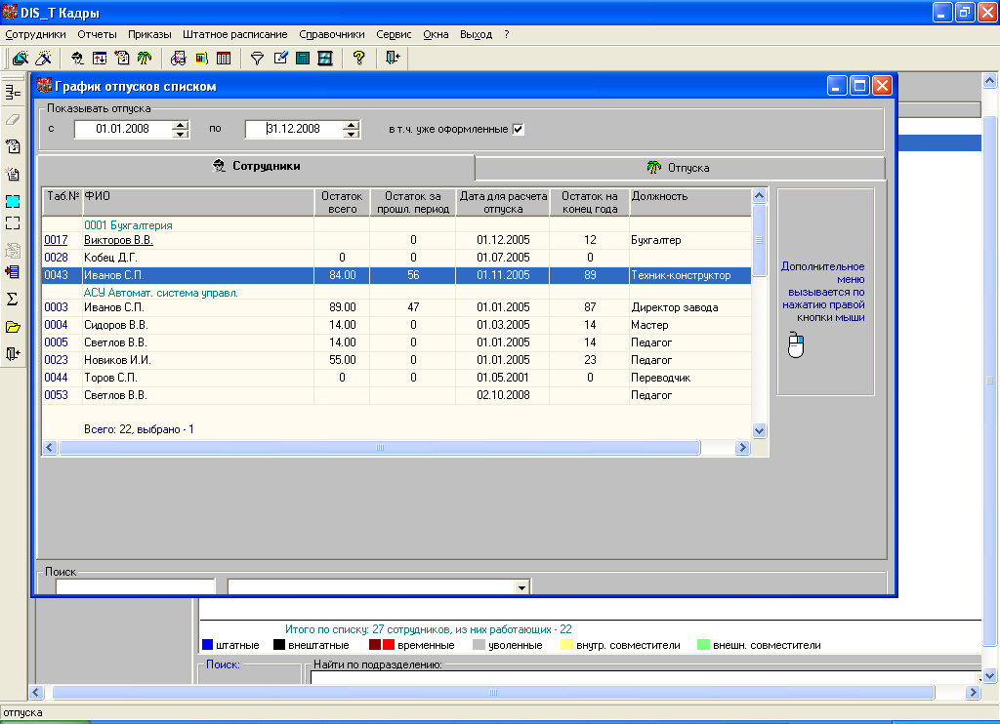 DIS_T Кадры
Сотрудники Отчеты Приказы Штатное расписание Справочники Сервис Окна Выход ?
График отпусков списком
Показывать отпуска
с 01.01.2008 по 31.12.2008 в т.ч. уже оформленные
Сотрудники Отпуска
Таб.№ ФИО Остаток всего Остаток за прошл. период Дата для расчета отпуска Остаток на конец года Должность
0001 Бухгалтерия
0017 Викторов В.В. 0 01.12.2005 12 Бухгалтер
0028 Кобец Д.Г. 0 0 01.07.2005 0
0043 Иванов С.П. 84.00 56 01.11.2005 89 Техник-конструктор
АСУ Автомат. система управл.
0003 Иванов С.П. 89.00 47 01.01.2005 87 Директор завода
0004 Сидоров В.В. 14.00 0 01.03.2005 14 Мастер
0005 Светлов В.В. 14.00 0 01.01.2005 14 Педагог
0023 Новиков И.И. 55.00 0 01.01.2005 23 Педагог
0044 Торов С.П. 0 0 01.05.2001 0 Переводчик
0053 Светлов В.В. 02.10.2008 Педагог
Всего: 22, выбрано - 1
Дополнительное
меню
вызывается по
нажатию правой
кнопки мыши
Поиск
Итого по списку: 27 сотрудников, из них работающих - 22
штатные внештатные временные уволенные внутр. совместители внешн. совместители
Поиск: Найти по подразделению:
отпуска